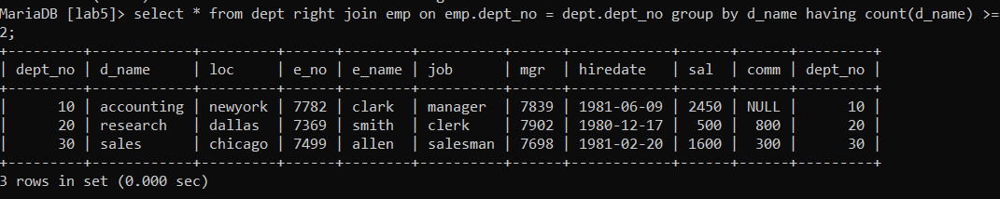 MariaDB [lab5]> select * from dept right join emp on emp.dept_no = dept.dept_no group by d_name having count(d_name) >=
2;
+---------+------------+---------+------+--------+----------+------+------------+------+------+---------+
| dept_no | d_name     | loc     | e_no | e_name | job      | mgr  | hiredate   | sal  | comm | dept_no |
+---------+------------+---------+------+--------+----------+------+------------+------+------+---------+
|      10 | accounting | newyork | 7782 | clark  | manager  | 7839 | 1981-06-09 | 2450 | NULL |      10 |
|      20 | research   | dallas  | 7369 | smith  | clerk    | 7902 | 1980-12-17 |  500 |  800 |      20 |
|      30 | sales      | chicago | 7499 | allen  | salesman | 7698 | 1981-02-20 | 1600 |  300 |      30 |
+---------+------------+---------+------+--------+----------+------+------------+------+------+---------+
3 rows in set (0.000 sec)